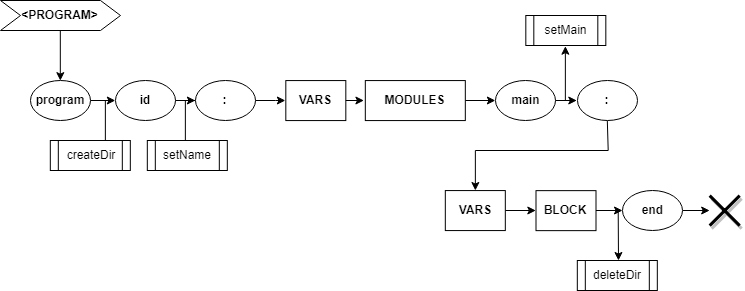 <PROGRAM>
setMain
program
id
:
VARS
MODULES
main
:
createDir
setName
VARS
BLOCK
end
deleteDir